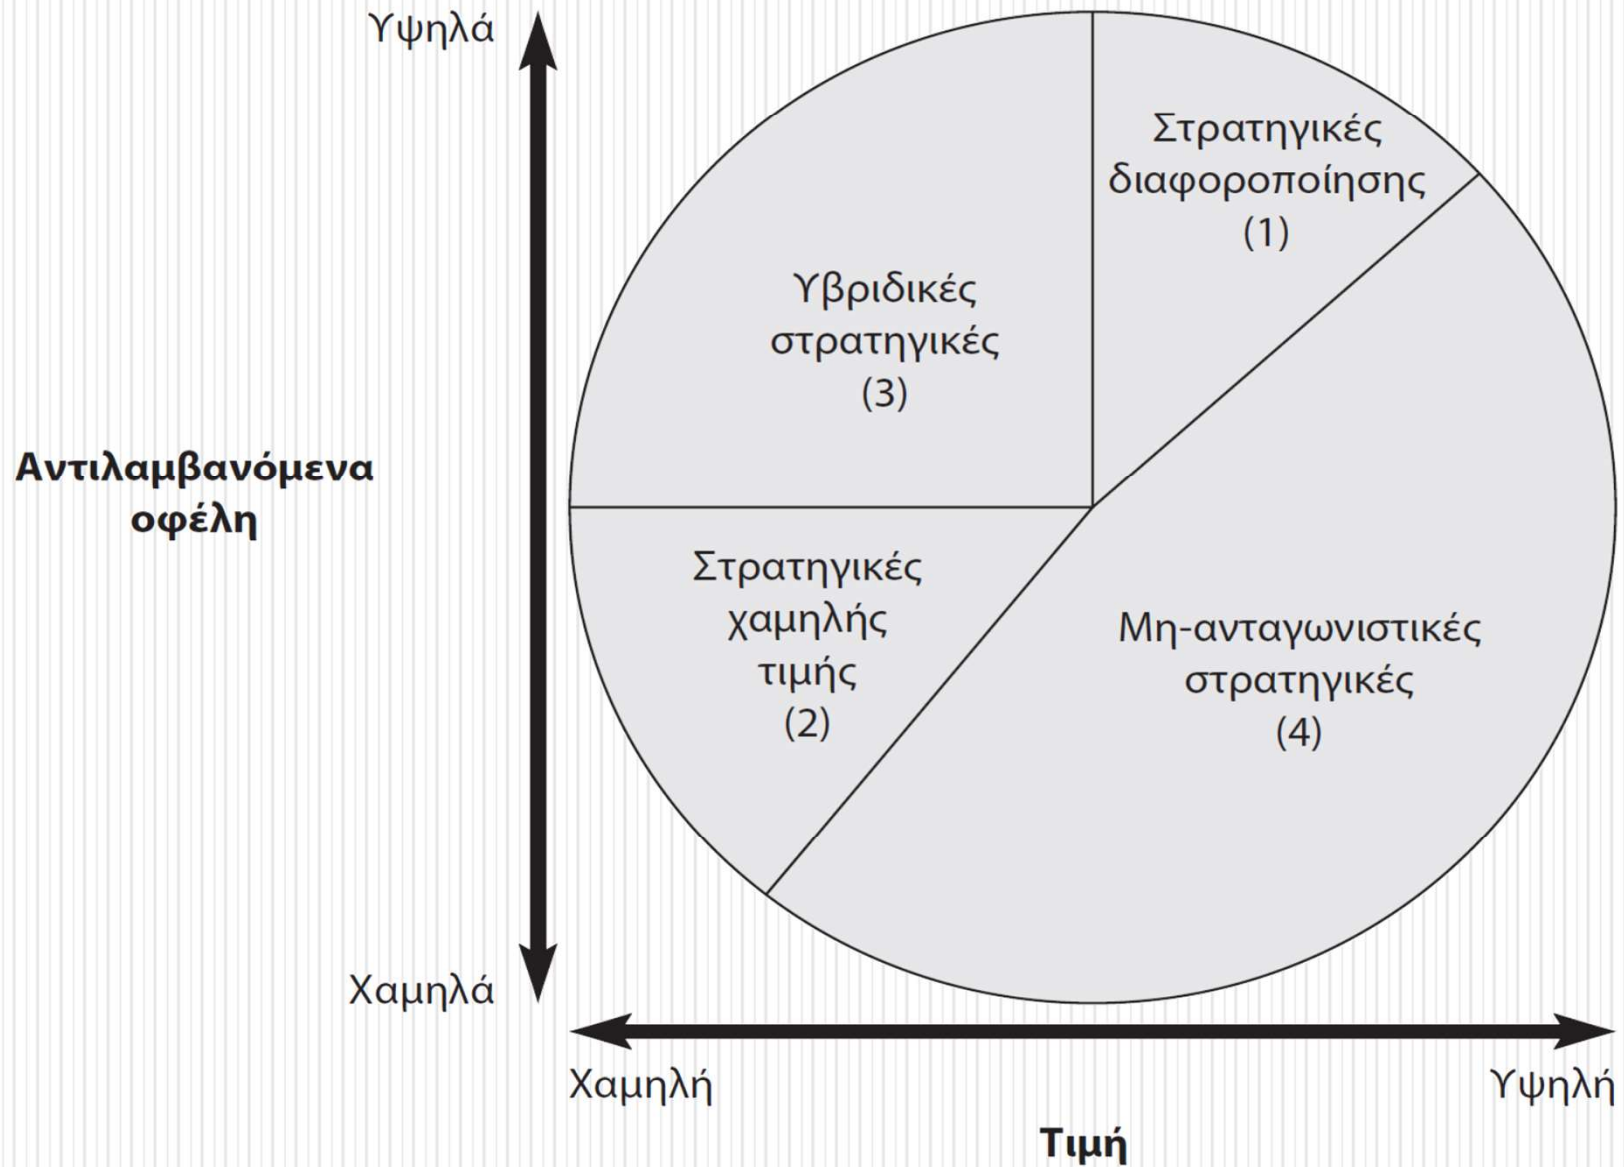 Υψηλά
Στρατηγικές
διαφοροποίησης
(1)
Υβριδικές
στρατηγικές
(3)
Αντιλαμβανόμενα
οφέλη
Στρατηγικές
χαμηλής
τιμής
(2)
Μη-ανταγωνιστικές
στρατηγικές
(4)
Χαμηλά
Χαμηλή
Υψηλή
Τιμή